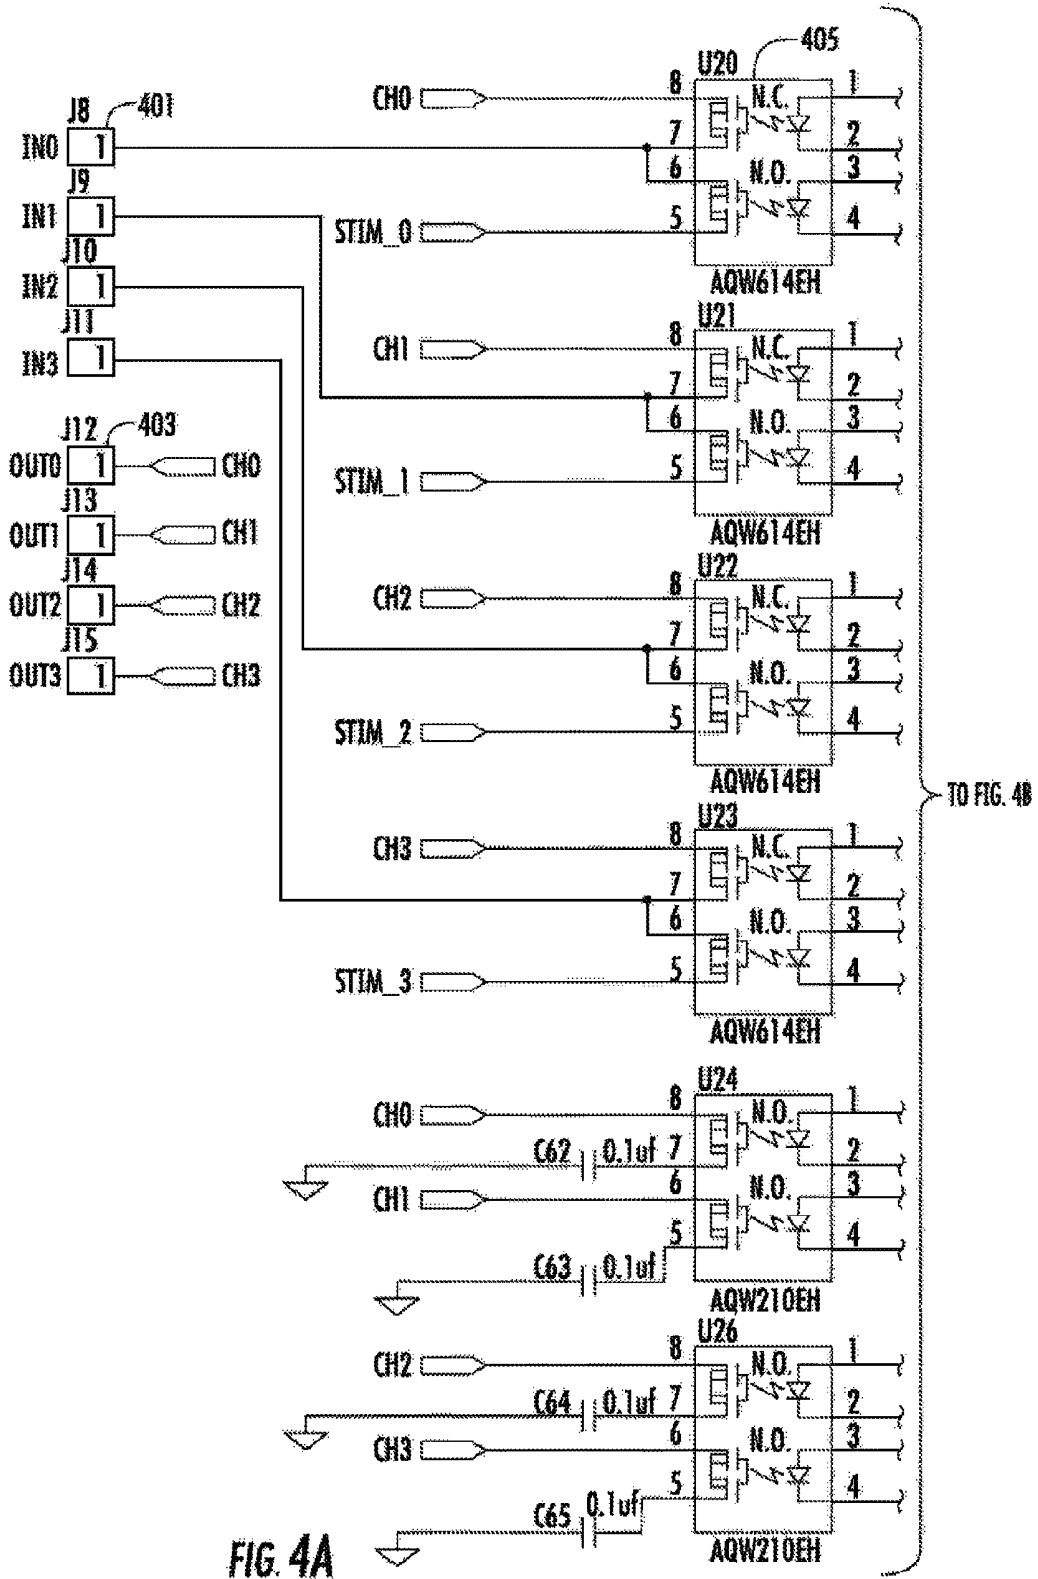 J8
401
IN0 1
J9
IN1 1
J10
IN2 1
J11
IN3 1
J12
403
OUT0 1 CH0
J13
OUT1 1 CH1
J14
OUT2 1 CH2
J15
OUT3 1 CH3
U20
405
CH0 8 N.C. 1
7 2
6 N.O. 3
STIM_0 5 4
AQW614EH
U21
CH1 8 N.C. 1
7 2
6 N.O. 3
STIM_1 5 4
AQW614EH
U22
CH2 8 N.C. 1
7 2
6 N.O. 3
STIM_2 5 4
AQW614EH
U23
CH3 8 N.C. 1
7 2
6 N.O. 3
STIM_3 5 4
AQW614EH
U24
CH0 8 N.O. 1
C62 0.1uf 7 2
CH1 6 N.O. 3
5 4
C63 0.1uf
AQW210EH
U26
CH2 8 N.O. 1
C64 0.1uf 7 2
CH3 6 N.O. 3
5 4
C65 0.1uf
AQW210EH
TO FIG. 4B
FIG. 4A